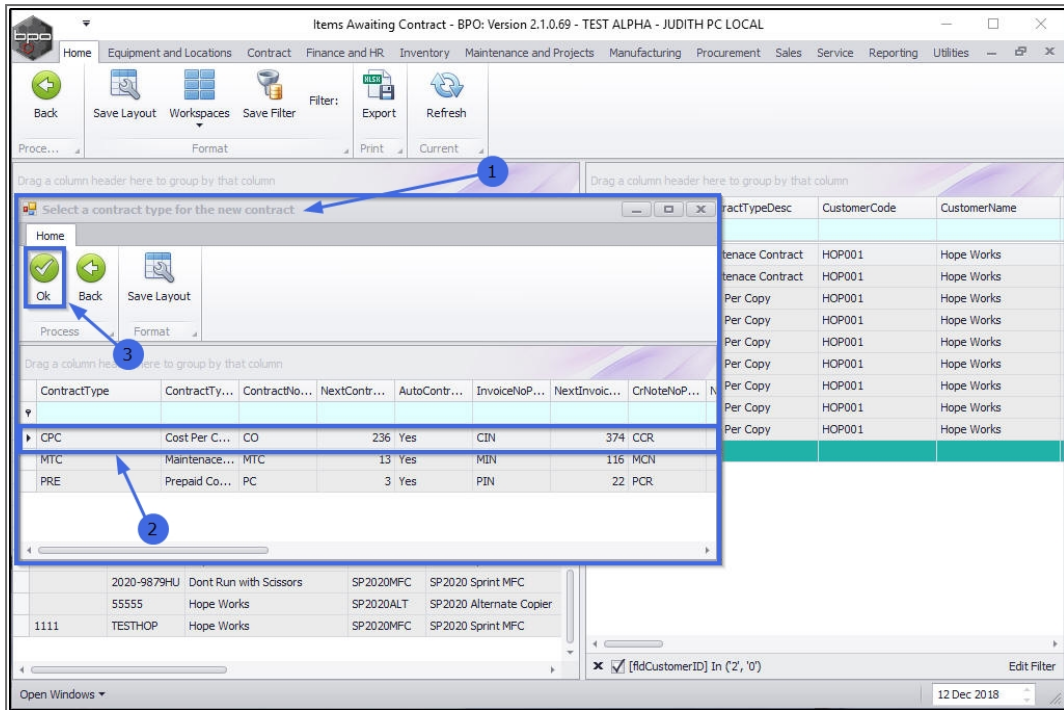 Items Awaiting Contract - BPO: Version 2.1.0.69 - TEST ALPHA - JUDITH PC LOCAL
bpo
Home Equipment and Locations Contract Finance and HR Inventory Maintenance and Projects Manufacturing Procurement Sales Service Reporting Utilities
Back Save Layout Workspaces Save Filter Filter: XLSX Export Refresh
Proce... Format Print Current
Drag a column header here to group by that column Drag a column header here to group by that column
1
Select a contract type for the new contract
ractTypeDesc CustomerCode CustomerName
Home
Ok Back Save Layout
Process Format
3
tenace Contract HOP001 Hope Works
tenace Contract HOP001 Hope Works
Per Copy HOP001 Hope Works
Per Copy HOP001 Hope Works
Per Copy HOP001 Hope Works
Per Copy HOP001 Hope Works
Per Copy HOP001 Hope Works
Per Copy HOP001 Hope Works
Per Copy HOP001 Hope Works
Drag a column here to group by that column
ContractType ContractTy... ContractNo... NextContr... AutoContr... InvoiceNoP... NextInvoic... CrNoteNoP... N
CPC Cost Per C... CO 236 Yes CIN 374 CCR
MTC Maintenace... MTC 13 Yes MIN 116 MCN
PRE Prepaid Co... PC 3 Yes PIN 22 PCR
2
2020-9879HU Dont Run with Scissors SP2020MFC SP2020 Sprint MFC
55555 Hope Works SP2020ALT SP2020 Alternate Copier
1111 TESTHOP Hope Works SP2020MFC SP2020 Sprint MFC
[fldCustomerID] In ('2', '0') Edit Filter
Open Windows 12 Dec 2018